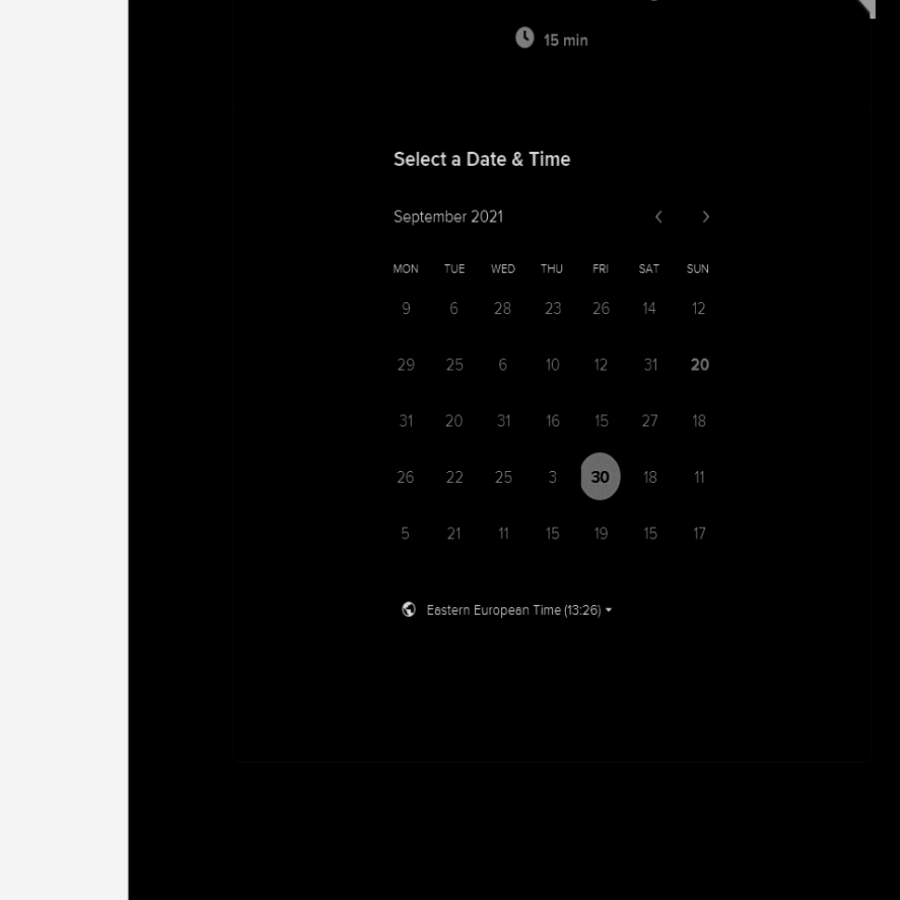 15 min
Select a Date & Time
September 2021
MON TUE WED THU FRI SAT SUN
9 6 28 23 26 14 12
29 25 6 10 12 31 20
31 20 31 16 15 27 18
26 22 25 3 30 18 11
5 21 11 15 19 15 17
Eastern European Time (13:26)